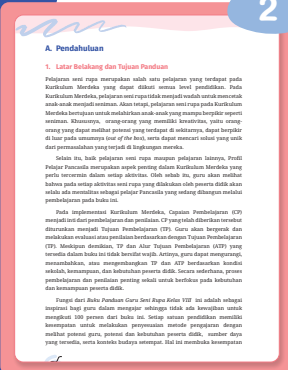 2
A. Pendahuluan
1. Latar Belakang dan Tujuan Panduan
Pelajaran seni rupa merupakan salah satu pelajaran yang terdapat pada
Kurikulum Merdeka yang dapat diikuti semua level pendidikan. Pada
Kurikulum Merdeka, pelajaran seni rupa tidak menjadi wadah untuk mencetak
anak-anak menjadi seniman. Akan tetapi, pelajaran seni rupa pada Kurikulum
Merdeka bertujuan untuk melahirkan anak-anak yang mampu berpikir seperti
seniman. Khususnya, orang-orang yang memiliki kreativitas, yaitu orang-
orang yang dapat melihat potensi yang terdapat di sekitarnya, dapat berpikir
di luar pada umumnya (out of the box), serta dapat mencari solusi yang unik
dari permasalahan yang terjadi di lingkungan mereka.
Selain itu, baik pelajaran seni rupa maupun pelajaran lainnya, Profil
Pelajar Pancasila merupakan aspek penting dalam Kurikulum Merdeka yang
perlu tercermin dalam setiap aktivitas. Oleh sebab itu, guru akan melihat
bahwa pada setiap aktivitas seni rupa yang dilakukan oleh peserta didik akan
selalu ada mentalitas sebagai pelajar Pancasila yang sedang dibangun melalui
pembelajaran pada buku ini.
Pada implementasi Kurikulum Merdeka, Capaian Pembelajaran (CP)
menjadi inti dari pembelajaran dan penilaian. CP yang telah diberikan tersebut
diturunkan menjadi Tujuan Pembelajaran (TP). Guru akan bergerak dan
melakukan evaluasi atau penilaian berdasarkan dengan Tujuan Pembelajaran
(TP). Meskipun demikian, TP dan Alur Tujuan Pembelajaran (ATP) yang
tersedia dalam buku ini tidak bersifat wajib. Artinya, guru dapat mengurangi,
menambahkan, atau mengembangkan TP dan ATP berdasarkan kondisi
sekolah, kemampuan, dan kebutuhan peserta didik. Secara sederhana, proses
pembelajaran dan penilaian penting sekali untuk berfokus pada kebutuhan
dan kemampuan peserta didik.
Fungsi dari Buku Panduan Guru Seni Rupa Kelas VIII ini adalah sebagai
inspirasi bagi guru dalam mengajar sehingga tidak ada kewajiban untuk
mengikuti 100 persen dari buku ini. Setiap satuan pendidikan memiliki
kesempatan untuk melakukan penyesuaian metode pengajaran dengan
melihat potensi guru, potensi dan kebutuhan peserta didik, sumber daya
yang tersedia, serta konteks budaya setempat. Hal ini membuka kesempatan